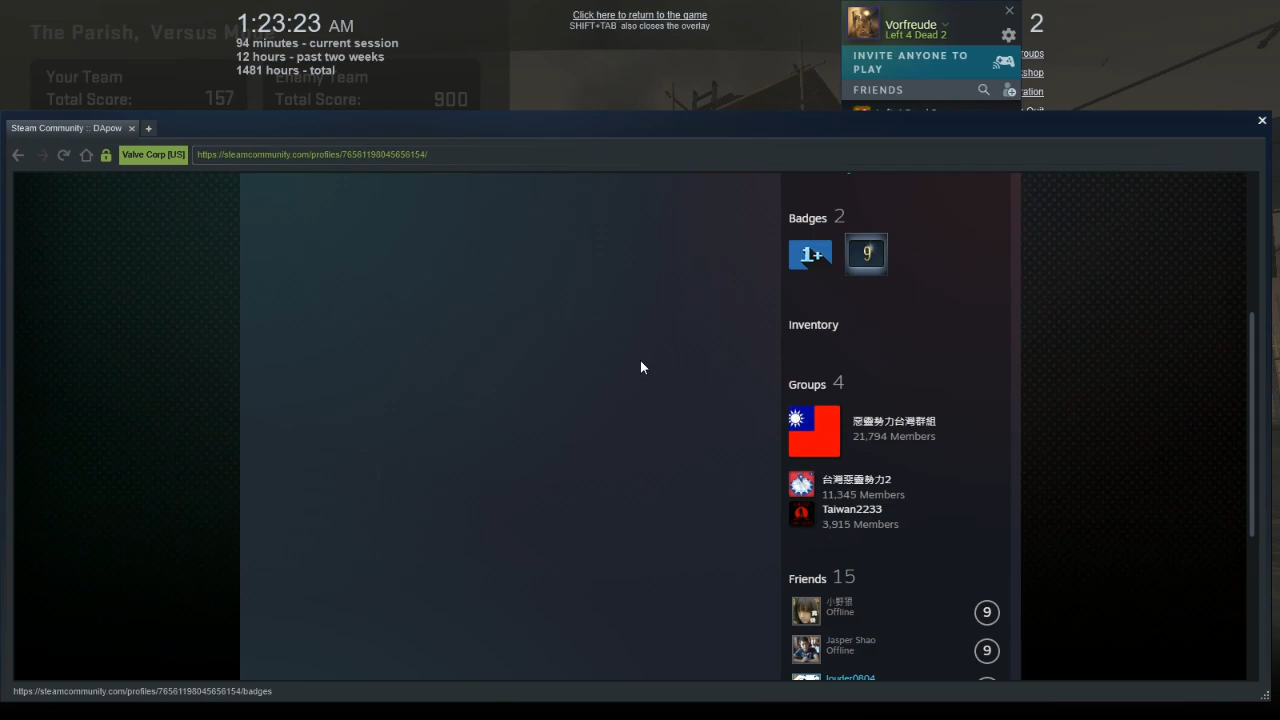 The Parish, Versus
Your Team
Total Score: 157
Enemy Team
Total Score: 900
1:23:23 AM
94 minutes - current session
12 hours - past two weeks
1481 hours - total
Click here to return to the game
SHIFT+TAB also closes the overlay
Vorfreude
Left 4 Dead 2
INVITE ANYONE TO
PLAY
FRIENDS
2
Steam Community :: DApow
Valve Corp [US]
https://steamcommunity.com/profiles/76561198045656154/
Badges 2
1+
9
Inventory
Groups 4
惡靈勢力台灣群組
21,794 Members
台灣惡靈勢力2
11,345 Members
Taiwan2233
3,915 Members
Friends 15
小野狼
Offline
9
Jasper Shao
Offline
9
louder0804
https://steamcommunity.com/profiles/76561198045656154/badges